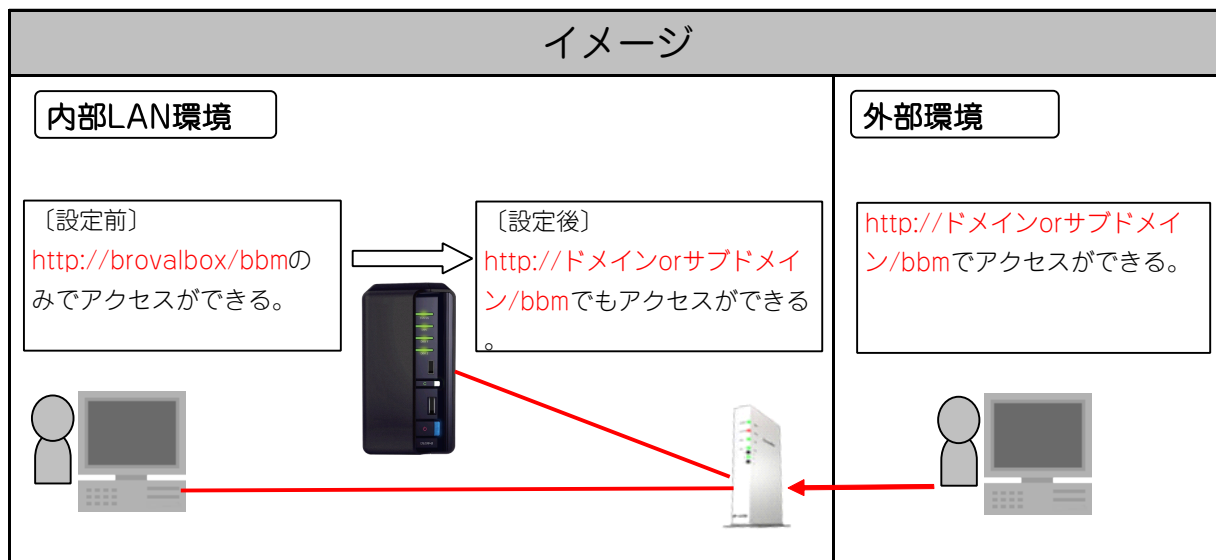 イメージ
内部LAN環境
外部環境
〔設定前〕
http://brovalbox/bbmの
みでアクセスができる。
〔設定後〕
http://ドメインorサブドメイ
ン/bbmでもアクセスができる
。
http://ドメインorサブドメイ
ン/bbmでアクセスができる。